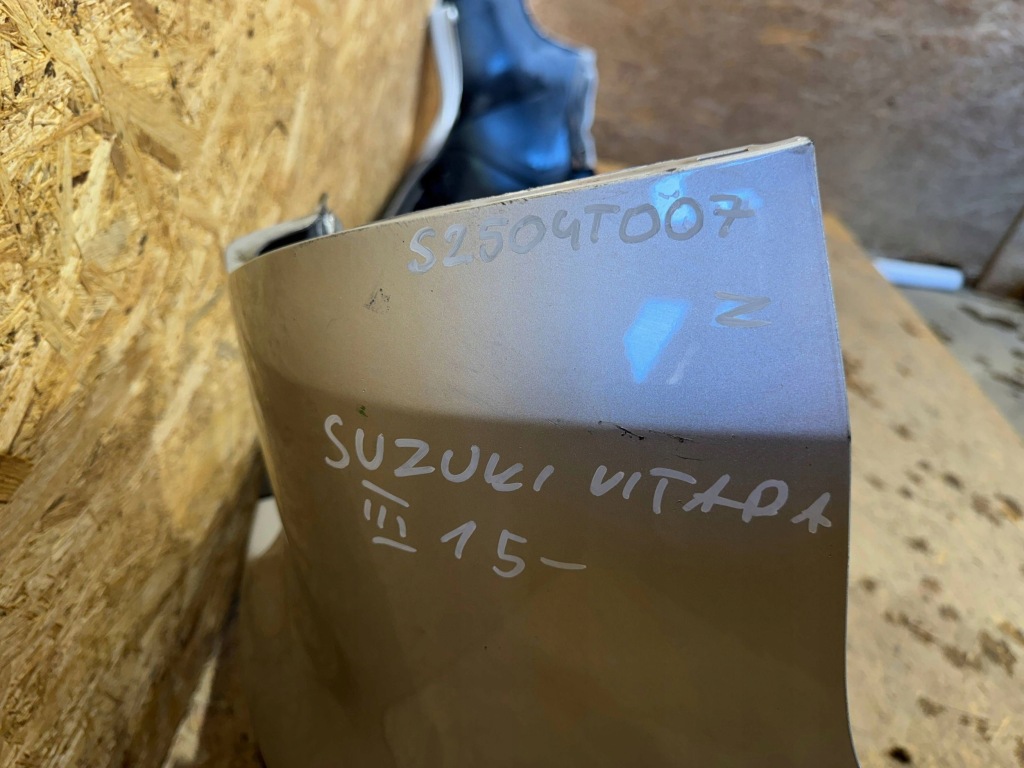 S2504T007
N
SUZUKI VITARA
III 15-